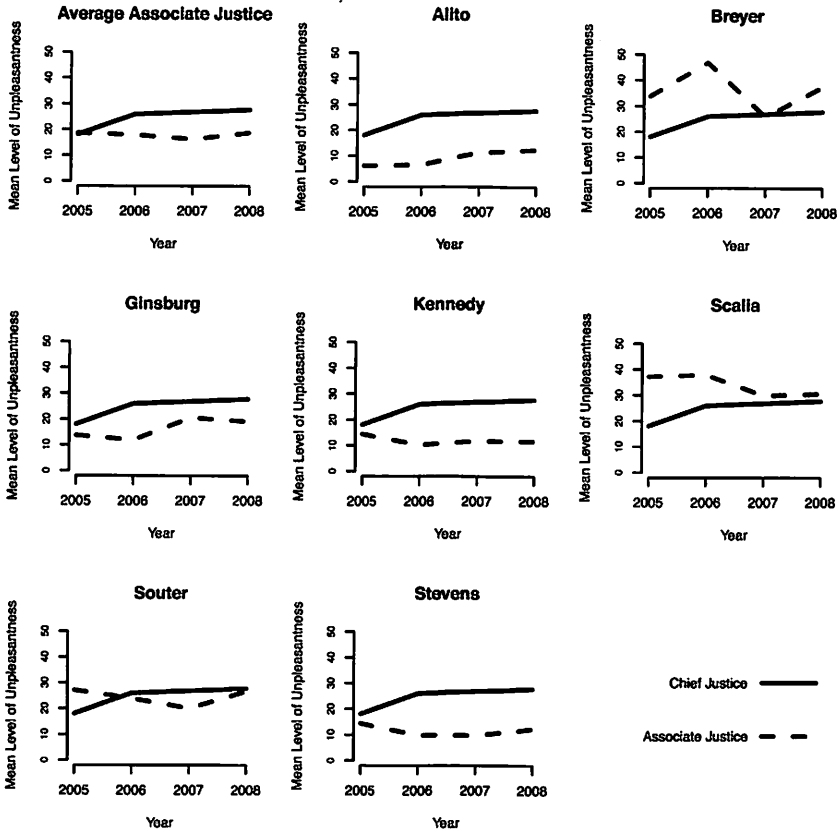 Average Associate Justice
Mean Level of Unpleasantness
50
40
30
20
10
0
2005 2006 2007 2008
Year
Alito
Mean Level of Unpleasantness
50
40
30
20
10
0
2005 2006 2007 2008
Year
Breyer
Mean Level of Unpleasantness
50
40
30
20
10
0
2005 2006 2007 2008
Year
Ginsburg
Mean Level of Unpleasantness
50
40
30
20
10
0
2005 2006 2007 2008
Year
Kennedy
Mean Level of Unpleasantness
50
40
30
20
10
0
2005 2006 2007 2008
Year
Scalia
Mean Level of Unpleasantness
50
40
30
20
10
0
2005 2006 2007 2008
Year
Souter
Mean Level of Unpleasantness
50
40
30
20
10
0
2005 2006 2007 2008
Year
Stevens
Mean Level of Unpleasantness
50
40
30
20
10
0
2005 2006 2007 2008
Year
Chief Justice
Associate Justice